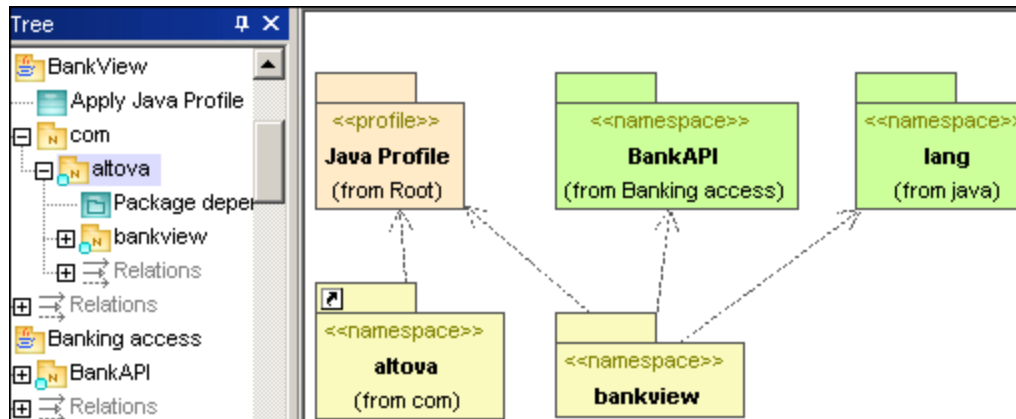 Tree
BankView
Apply Java Profile
com
altova
Package deper
bankview
Relations
Relations
Banking access
BankAPI
Relations
<<profile>>
Java Profile
(from Root)
<<namespace>>
BankAPI
(from Banking access)
<<namespace>>
lang
(from java)
<<namespace>>
altova
(from com)
<<namespace>>
bankview